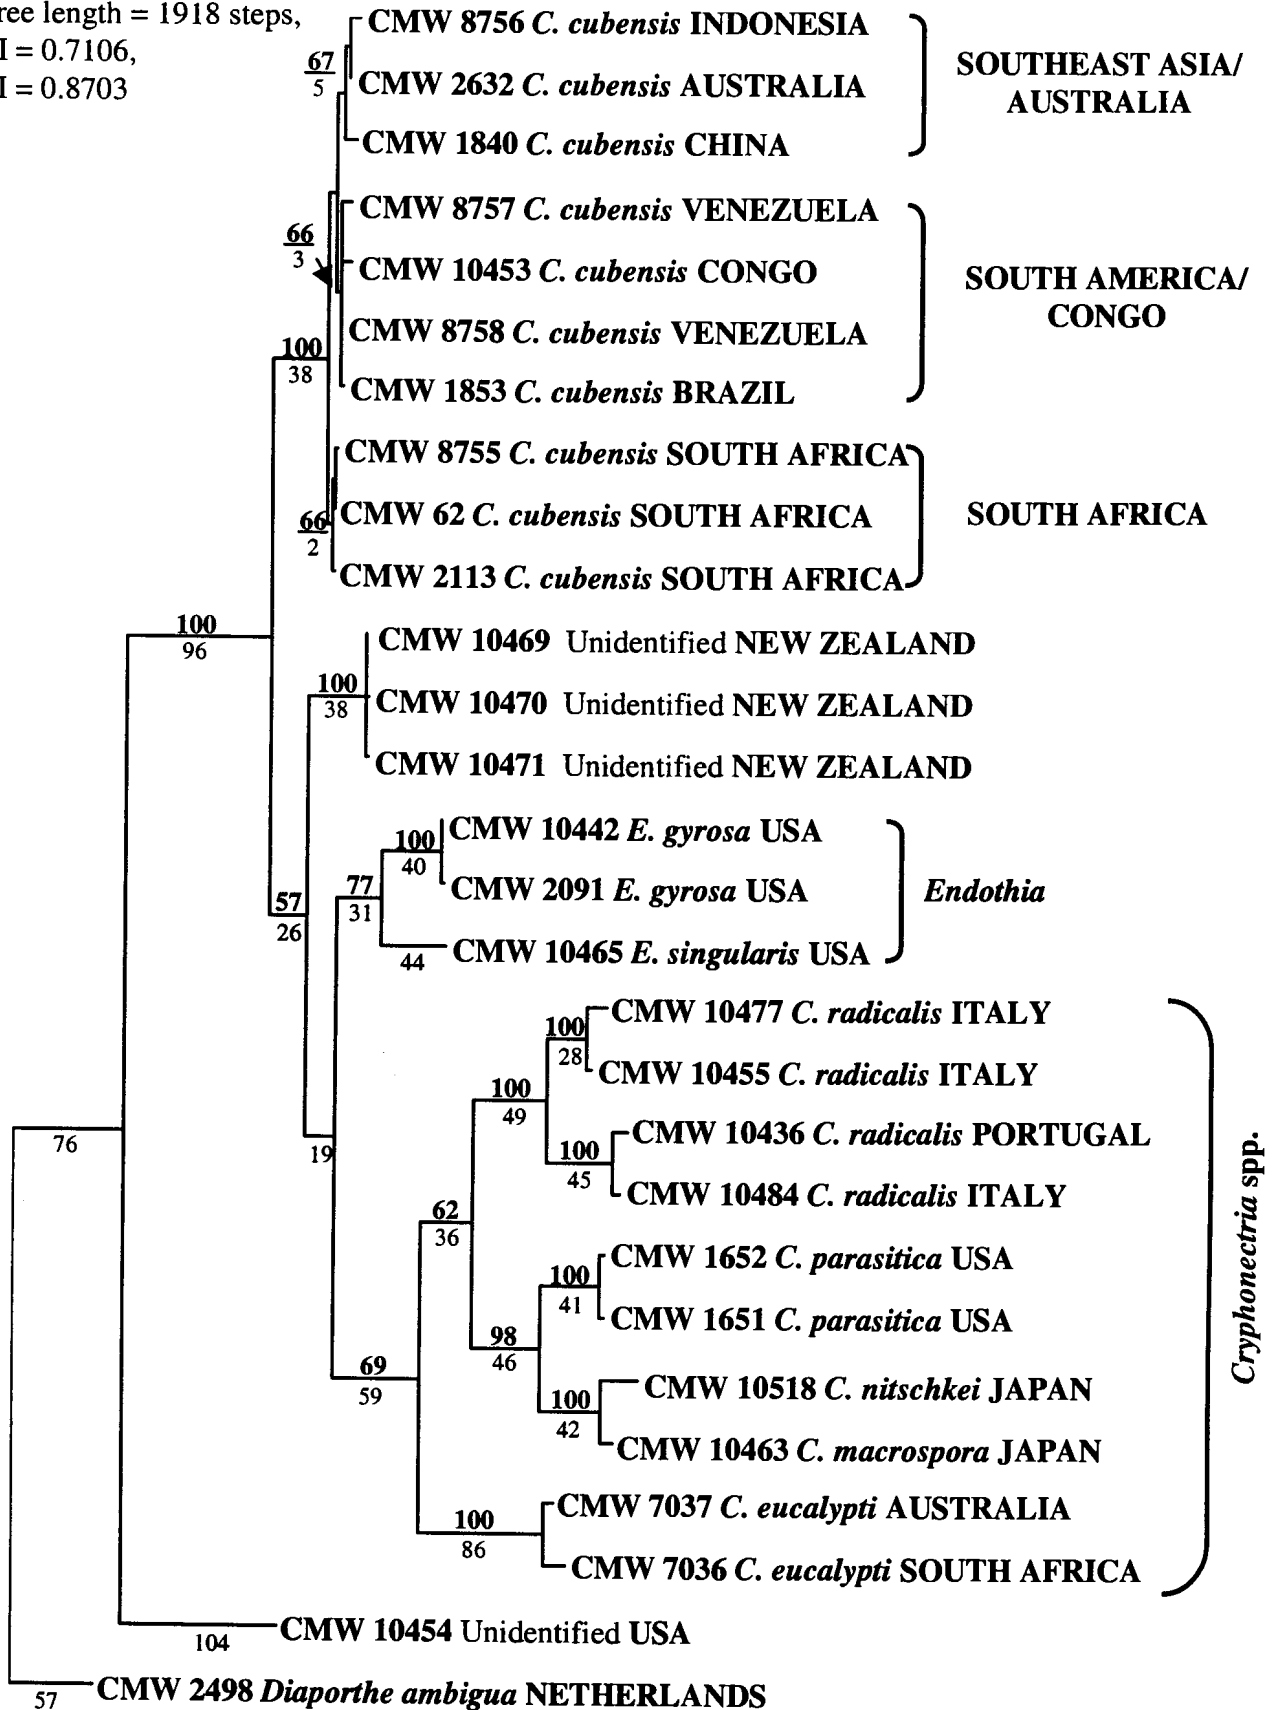 ree length = 1918 steps,
I = 0.7106,
I = 0.8703
CMW 8756 C. cubensis INDONESIA
67
5
CMW 2632 C. cubensis AUSTRALIA
SOUTHEAST ASIA/
AUSTRALIA
CMW 1840 C. cubensis CHINA
CMW 8757 C. cubensis VENEZUELA
66
3
CMW 10453 C. cubensis CONGO
SOUTH AMERICA/
CONGO
CMW 8758 C. cubensis VENEZUELA
100
38
CMW 1853 C. cubensis BRAZIL
CMW 8755 C. cubensis SOUTH AFRICA
66
2
CMW 62 C. cubensis SOUTH AFRICA
SOUTH AFRICA
CMW 2113 C. cubensis SOUTH AFRICA
100
96
CMW 10469 Unidentified NEW ZEALAND
100
38
CMW 10470 Unidentified NEW ZEALAND
CMW 10471 Unidentified NEW ZEALAND
CMW 10442 E. gyrosa USA
100
40
CMW 2091 E. gyrosa USA
Endothia
77
31
57
26
44
CMW 10465 E. singularis USA
CMW 10477 C. radicalis ITALY
100
28
CMW 10455 C. radicalis ITALY
100
49
CMW 10436 C. radicalis PORTUGAL
76
19
100
45
CMW 10484 C. radicalis ITALY
62
36
CMW 1652 C. parasitica USA
100
41
CMW 1651 C. parasitica USA
Cryphonectria spp.
98
46
69
59
CMW 10518 C. nitschkei JAPAN
100
42
CMW 10463 C. macrospora JAPAN
CMW 7037 C. eucalypti AUSTRALIA
100
86
CMW 7036 C. eucalypti SOUTH AFRICA
104
CMW 10454 Unidentified USA
57
CMW 2498 Diaporthe ambigua NETHERLANDS